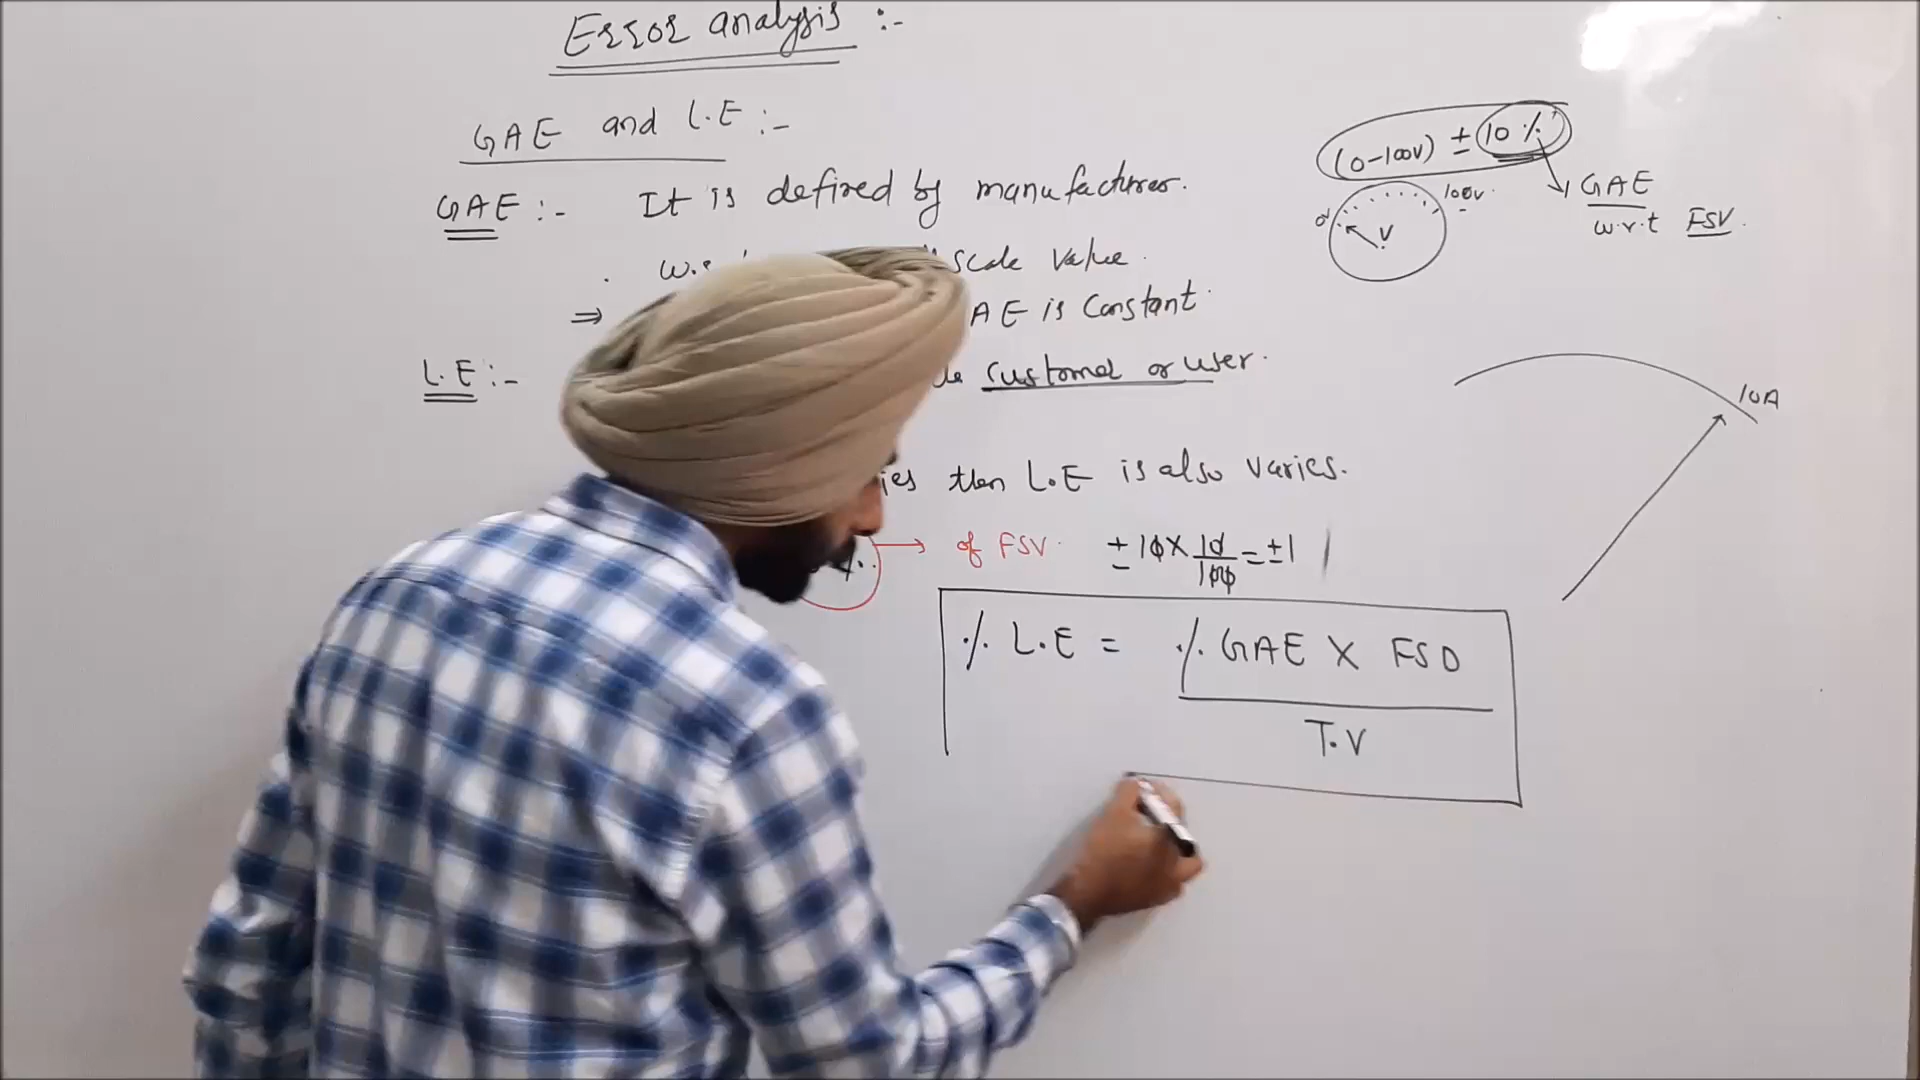 Error analysis :-
GAE and L.E :-
GAE :- It is defined by manufacturer.
scale value.
⇒ AE is constant.
L.E :- customer or user.
then L.E is also varies.
→ of FSV. ± 10 × 10/100 = ± 1
% L.E = % GAE X FSD
T.V
(0-100V) ± 10 %
GAE
w.r.t FSV.
0
100v.
V
10A